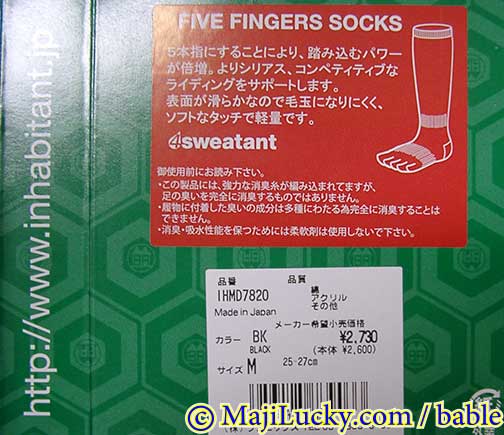 http://www.inhabitant.jp
FIVE FINGERS SOCKS
5本指にすることにより、踏み込むパワー
が倍増。よりシリアス、コンペティティブな
ライディングをサポートします。
表面が滑らかなので毛玉になりにくく、
ソフトなタッチで軽量です。
4sweatant
御使用前にお読み下さい。
・この製品には、強力な消臭糸が編み込まれてますが、
足の臭いを完全に消臭するものではありません。
・履物に付着した臭いの成分は多種にわたる為完全に消臭することは
できません。
・消臭・吸水性能を保つためには柔軟剤は使用しないで下さい。
品番 品質 綿
IHMD7820 アクリル
Made in Japan その他
メーカー希望小売価格
カラー BK ¥2,730
BLACK (本体 ¥2,600)
サイズ M 25-27cm
© MajiLucky.com / bable